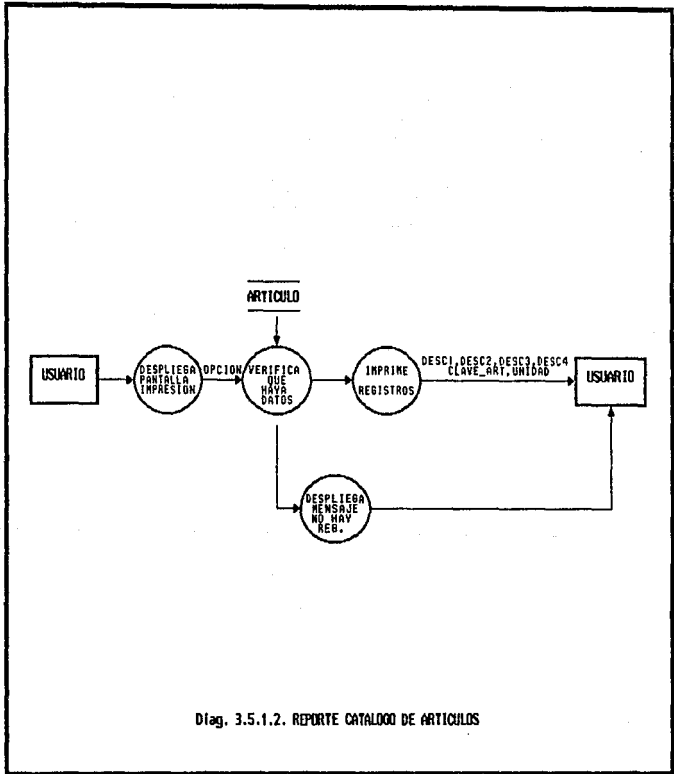 ARTICULO
USUARIO
DESPLIEGA
PANTALLA
IMPRESION
OPCION
VERIFICA
QUE
HAYA
DATOS
IMPRIME
REGISTROS
DESC1,DESC2,DESC3,DESC4
CLAVE_ART,UNIDAD
USUARIO
DESPLIEGA
MENSAJE
NO HAY
REG.
Diag. 3.5.1.2. REPORTE CATALOGO DE ARTICULOS